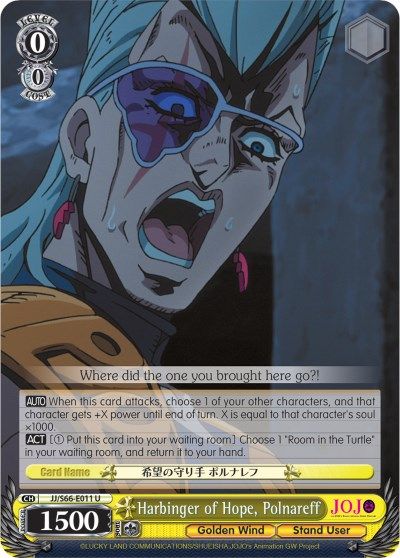 LEVEL
0
0
COST
Where did the one you brought here go?!
AUTO When this card attacks, choose 1 of your other characters, and that
character gets +X power until end of turn. X is equal to that character's soul
×1000.
ACT [① Put this card into your waiting room] Choose 1 "Room in the Turtle"
in your waiting room, and return it to your hand.
Card Name 希望の守り手 ポルナレフ
CH JJ/S66-E011 U
POWER 1500 SOUL
Harbinger of Hope, Polnareff
JOJO
Golden Wind Stand User
©LUCKY LAND COMMUNICATIONS/SHUEISHA,JOJO's Animation GW Project